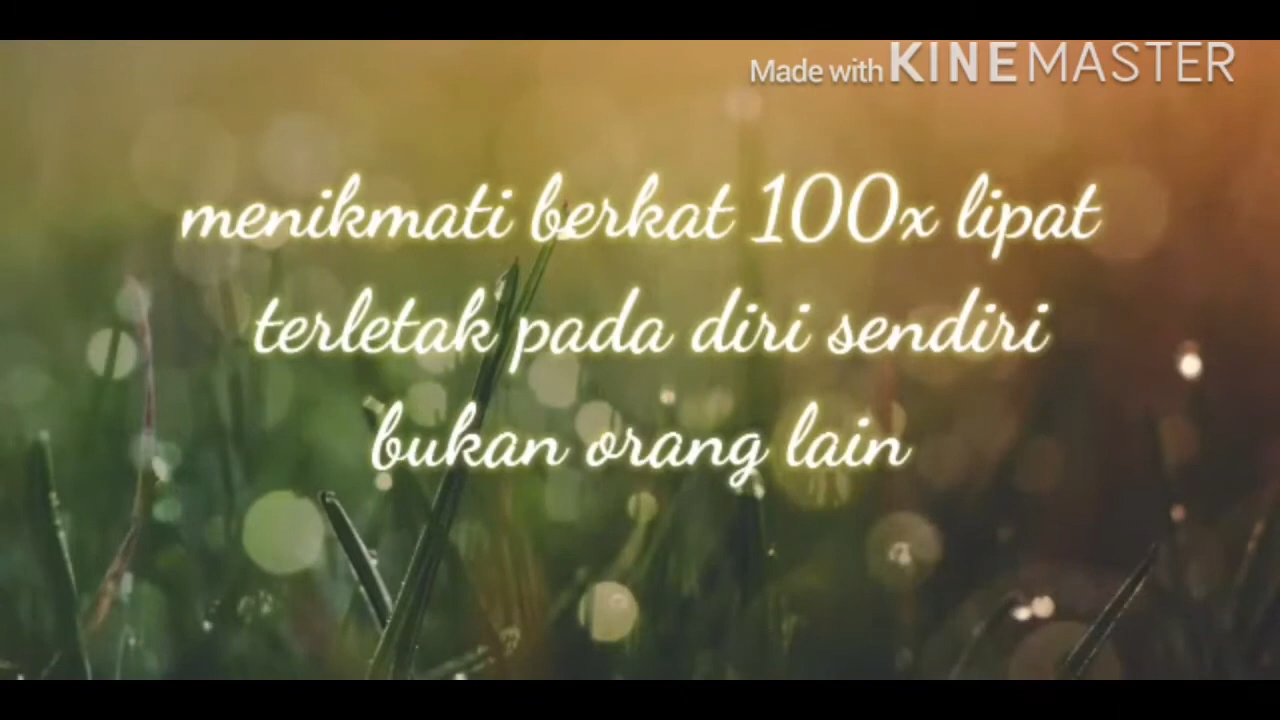 Made with KINEMASTER
menikmati berkat 100x lipat
terletak pada diri sendiri
bukan orang lain